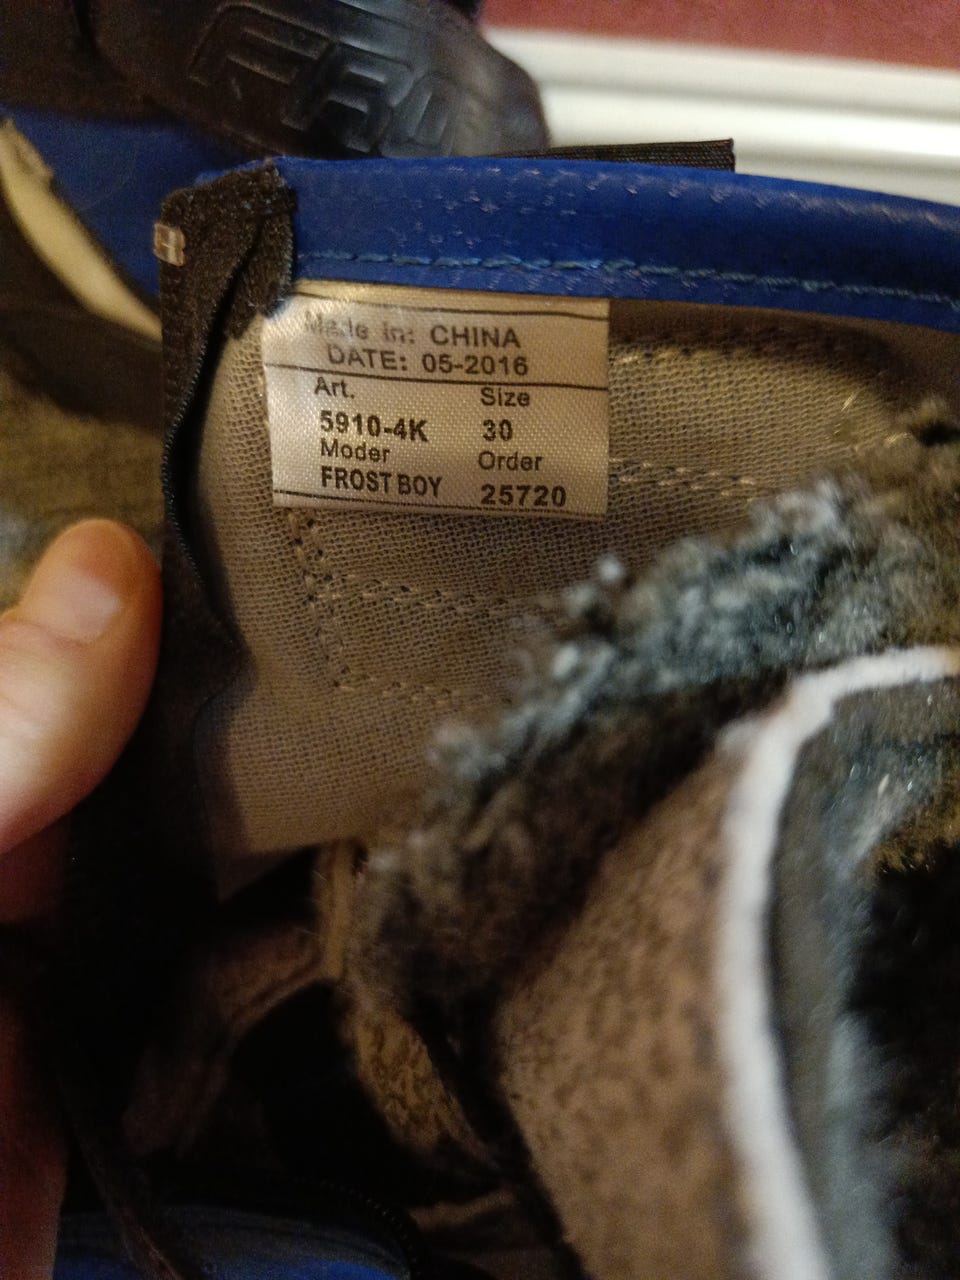 Made in: CHINA
DATE: 05-2016
Art. Size
5910-4K 30
Moder Order
FROST BOY 25720